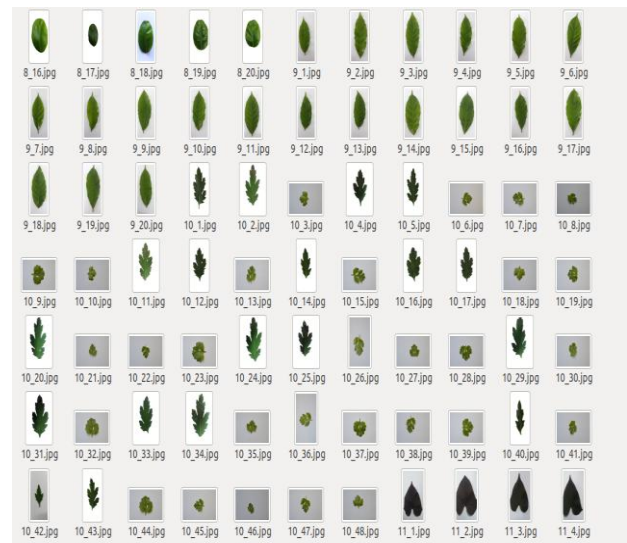 8_16.jpg 8_17.jpg 8_18.jpg 8_19.jpg 8_20.jpg 9_1.jpg 9_2.jpg 9_3.jpg 9_4.jpg 9_5.jpg 9_6.jpg
9_7.jpg 9_8.jpg 9_9.jpg 9_10.jpg 9_11.jpg 9_12.jpg 9_13.jpg 9_14.jpg 9_15.jpg 9_16.jpg 9_17.jpg
9_18.jpg 9_19.jpg 9_20.jpg 10_1.jpg 10_2.jpg 10_3.jpg 10_4.jpg 10_5.jpg 10_6.jpg 10_7.jpg 10_8.jpg
10_9.jpg 10_10.jpg 10_11.jpg 10_12.jpg 10_13.jpg 10_14.jpg 10_15.jpg 10_16.jpg 10_17.jpg 10_18.jpg 10_19.jpg
10_20.jpg 10_21.jpg 10_22.jpg 10_23.jpg 10_24.jpg 10_25.jpg 10_26.jpg 10_27.jpg 10_28.jpg 10_29.jpg 10_30.jpg
10_31.jpg 10_32.jpg 10_33.jpg 10_34.jpg 10_35.jpg 10_36.jpg 10_37.jpg 10_38.jpg 10_39.jpg 10_40.jpg 10_41.jpg
10_42.jpg 10_43.jpg 10_44.jpg 10_45.jpg 10_46.jpg 10_47.jpg 10_48.jpg 11_1.jpg 11_2.jpg 11_3.jpg 11_4.jpg